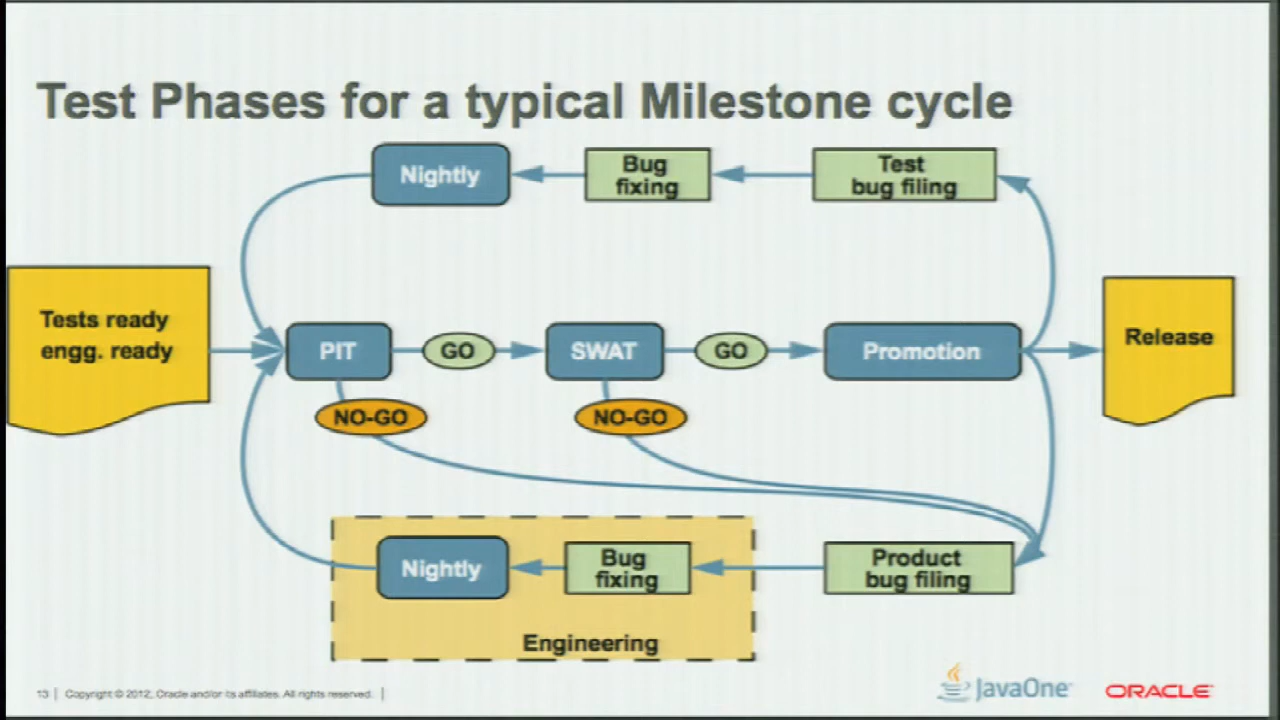 Test Phases for a typical Milestone cycle
Nightly
Bug
fixing
Test
bug filing
Tests ready
engg. ready
PIT
GO
SWAT
GO
Promotion
Release
NO-GO
NO-GO
Nightly
Bug
fixing
Product
bug filing
Engineering
13 | Copyright © 2012, Oracle and/or its affiliates. All rights reserved. |
JavaOne
ORACLE